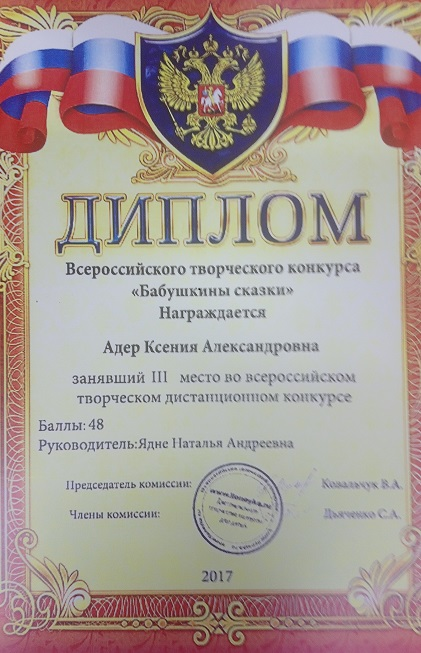 ДИПЛОМ
Всероссийского творческого конкурса
«Бабушкины сказки»
Награждается
Адер Ксения Александровна
занявший III место во всероссийском
творческом дистанционном конкурсе
Баллы: 48
Руководитель:Ядне Наталья Андреевна
Председатель комиссии: Ковальчук В.А.
Члены комиссии: Дьяченко С.А.
2017